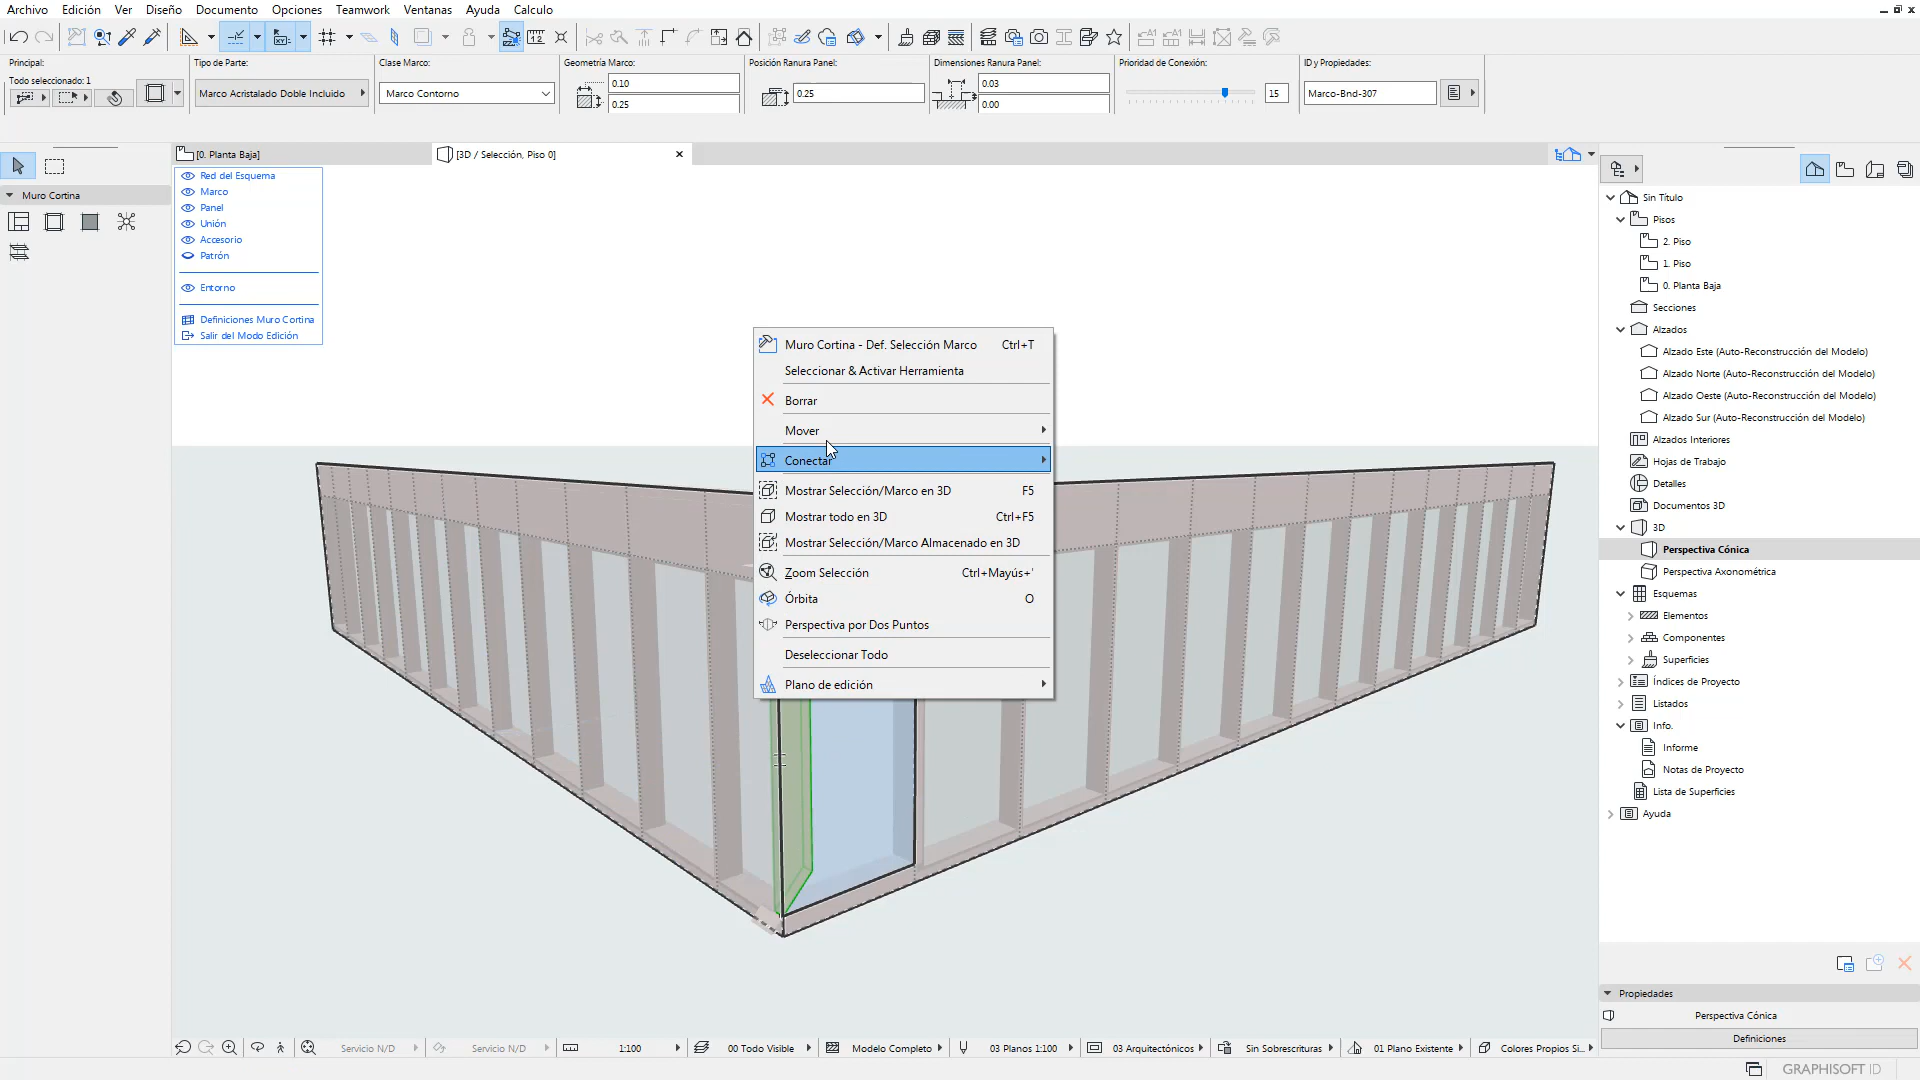 Archivo Edición Ver Diseño Documento Opciones Teamwork Ventanas Ayuda Calculo
Principal:
Todo seleccionado: 1
Tipo de Parte:
Marco Acristalado Doble Incluido
Clase Marco:
Marco Contorno
Geometría Marco:
0.10
0.25
Posición Ranura Panel:
0.25
Dimensiones Ranura Panel:
0.03
0.00
Prioridad de Conexión:
15
ID y Propiedades:
Marco-Bnd-307
[0. Planta Baja]
[3D / Selección, Piso 0]
Muro Cortina
Red del Esquema
Marco
Panel
Unión
Accesorio
Patrón
Entorno
Definiciones Muro Cortina
Salir del Modo Edición
Muro Cortina - Def. Selección Marco Ctrl+T
Seleccionar & Activar Herramienta
Borrar
Mover
Conectar
Mostrar Selección/Marco en 3D F5
Mostrar todo en 3D Ctrl+F5
Mostrar Selección/Marco Almacenado en 3D
Zoom Selección Ctrl+Mayús+'
Órbita O
Perspectiva por Dos Puntos
Deseleccionar Todo
Plano de edición
Sin Título
Pisos
2. Piso
1. Piso
0. Planta Baja
Secciones
Alzados
Alzado Este (Auto-Reconstrucción del Modelo)
Alzado Norte (Auto-Reconstrucción del Modelo)
Alzado Oeste (Auto-Reconstrucción del Modelo)
Alzado Sur (Auto-Reconstrucción del Modelo)
Alzados Interiores
Hojas de Trabajo
Detalles
Documentos 3D
3D
Perspectiva Cónica
Perspectiva Axonométrica
Esquemas
Elementos
Componentes
Superficies
Índices de Proyecto
Listados
Info.
Informe
Notas de Proyecto
Lista de Superficies
Ayuda
Propiedades
Perspectiva Cónica
Definiciones
Servicio N/D
Servicio N/D
1:100
00 Todo Visible
Modelo Completo
03 Planos 1:100
03 Arquitectónicos
Sin Sobrescrituras
01 Plano Existente
Colores Propios Si...
GRAPHISOFT ID